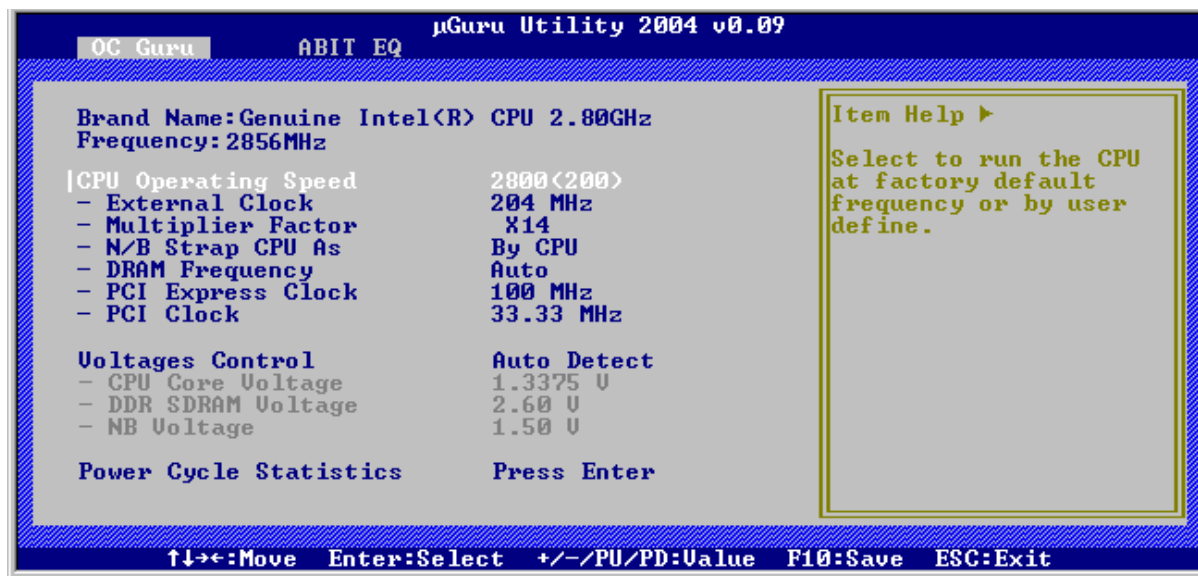 µGuru Utility 2004 v0.09
OC Guru ABIT EQ
Brand Name:Genuine Intel(R) CPU 2.80GHz
Frequency:2856MHz
CPU Operating Speed 2800(200)
- External Clock 204 MHz
- Multiplier Factor X14
- N/B Strap CPU As By CPU
- DRAM Frequency Auto
- PCI Express Clock 100 MHz
- PCI Clock 33.33 MHz
Voltages Control Auto Detect
- CPU Core Voltage 1.3375 V
- DDR SDRAM Voltage 2.60 V
- NB Voltage 1.50 V
Power Cycle Statistics Press Enter
Item Help ►
Select to run the CPU
at factory default
frequency or by user
define.
↑↓→←:Move Enter:Select +/-/PU/PD:Value F10:Save ESC:Exit